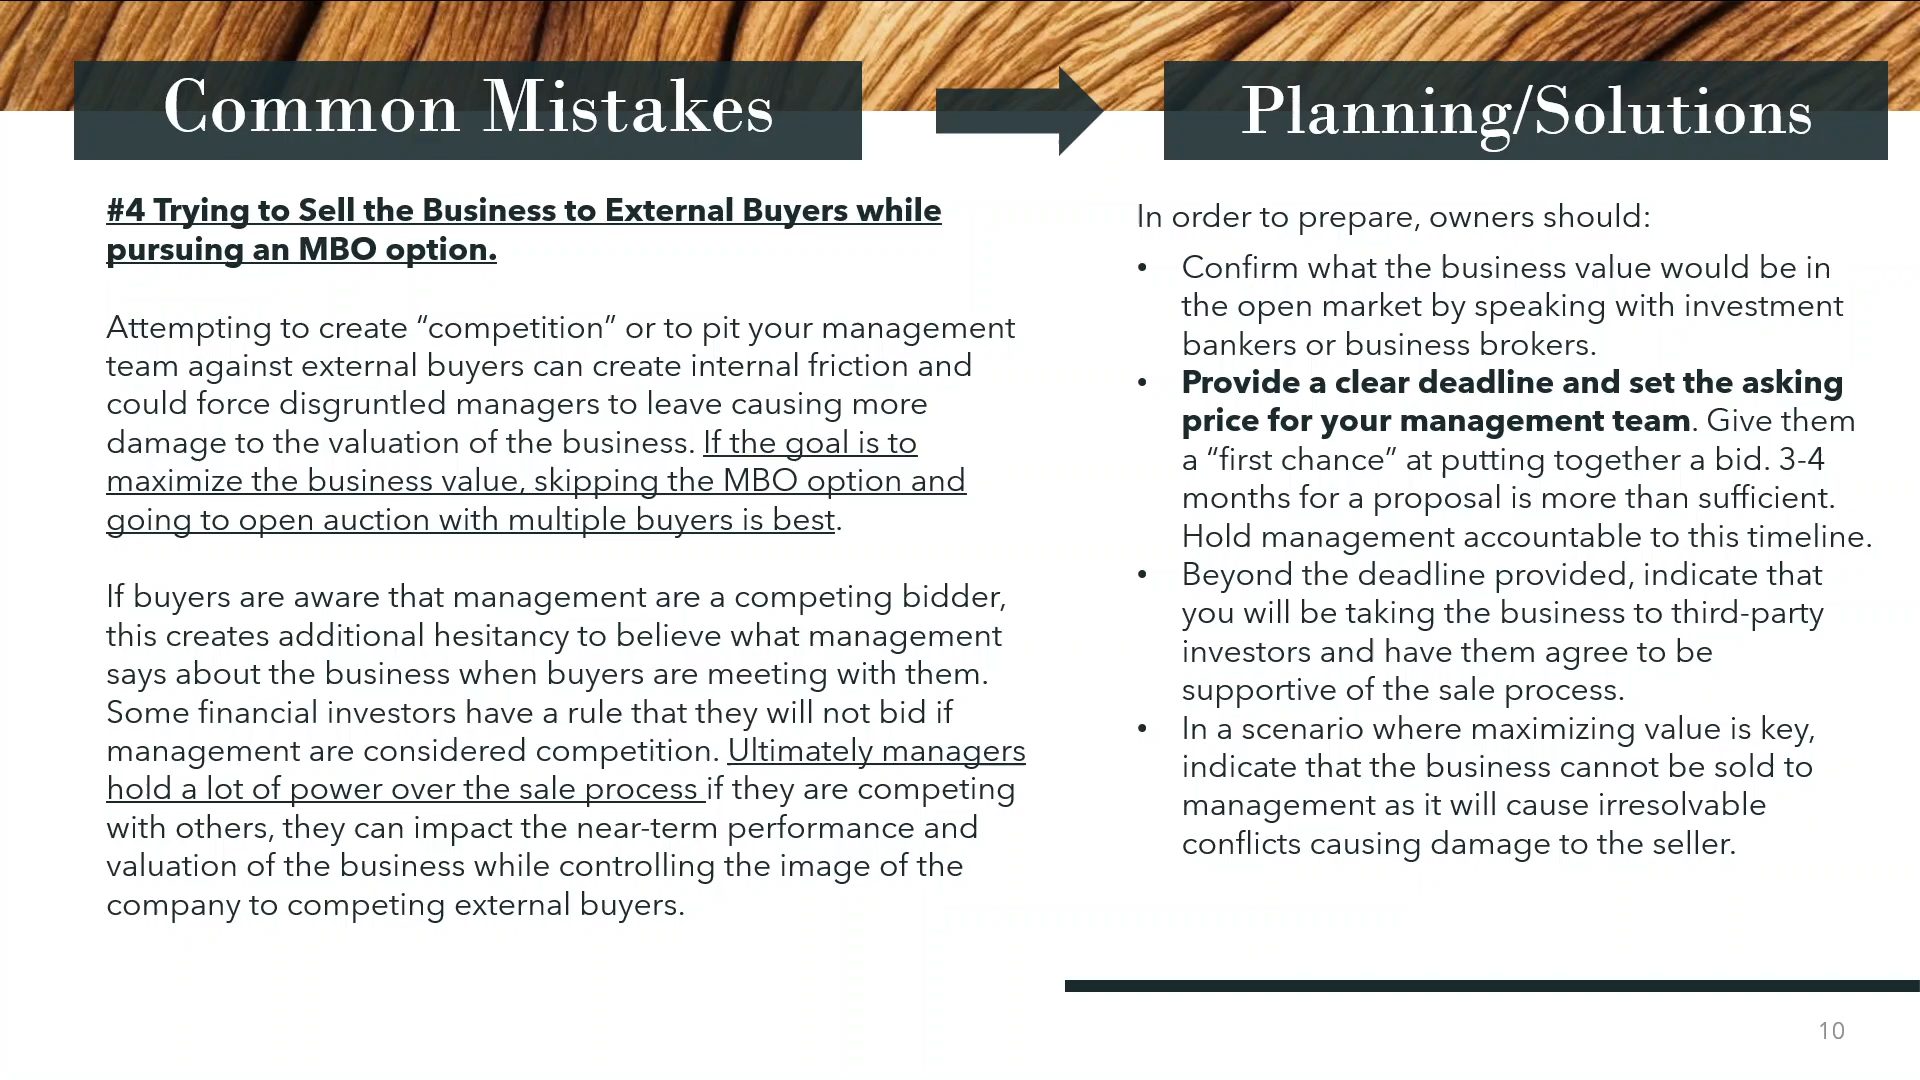 Common Mistakes
Planning/Solutions
#4 Trying to Sell the Business to External Buyers while
pursuing an MBO option.
Attempting to create “competition” or to pit your management
team against external buyers can create internal friction and
could force disgruntled managers to leave causing more
damage to the valuation of the business. If the goal is to
maximize the business value, skipping the MBO option and
going to open auction with multiple buyers is best.
If buyers are aware that management are a competing bidder,
this creates additional hesitancy to believe what management
says about the business when buyers are meeting with them.
Some financial investors have a rule that they will not bid if
management are considered competition. Ultimately managers
hold a lot of power over the sale process if they are competing
with others, they can impact the near-term performance and
valuation of the business while controlling the image of the
company to competing external buyers.
In order to prepare, owners should:
• Confirm what the business value would be in
the open market by speaking with investment
bankers or business brokers.
• Provide a clear deadline and set the asking
price for your management team. Give them
a “first chance” at putting together a bid. 3-4
months for a proposal is more than sufficient.
Hold management accountable to this timeline.
• Beyond the deadline provided, indicate that
you will be taking the business to third-party
investors and have them agree to be
supportive of the sale process.
• In a scenario where maximizing value is key,
indicate that the business cannot be sold to
management as it will cause irresolvable
conflicts causing damage to the seller.
10